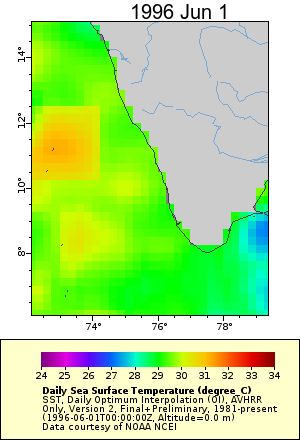 1996 Jun 1
14°
12°
10°
8°
74° 76° 78°
24 25 26 27 28 29 30 31 32 33 34
Daily Sea Surface Temperature (degree_C)
SST, Daily Optimum Interpolation (OI), AVHRR
Only, Version 2, Final+Preliminary, 1981-present
(1996-06-01T00:00:00Z, Altitude=0.0 m)
Data courtesy of NOAA NCEI